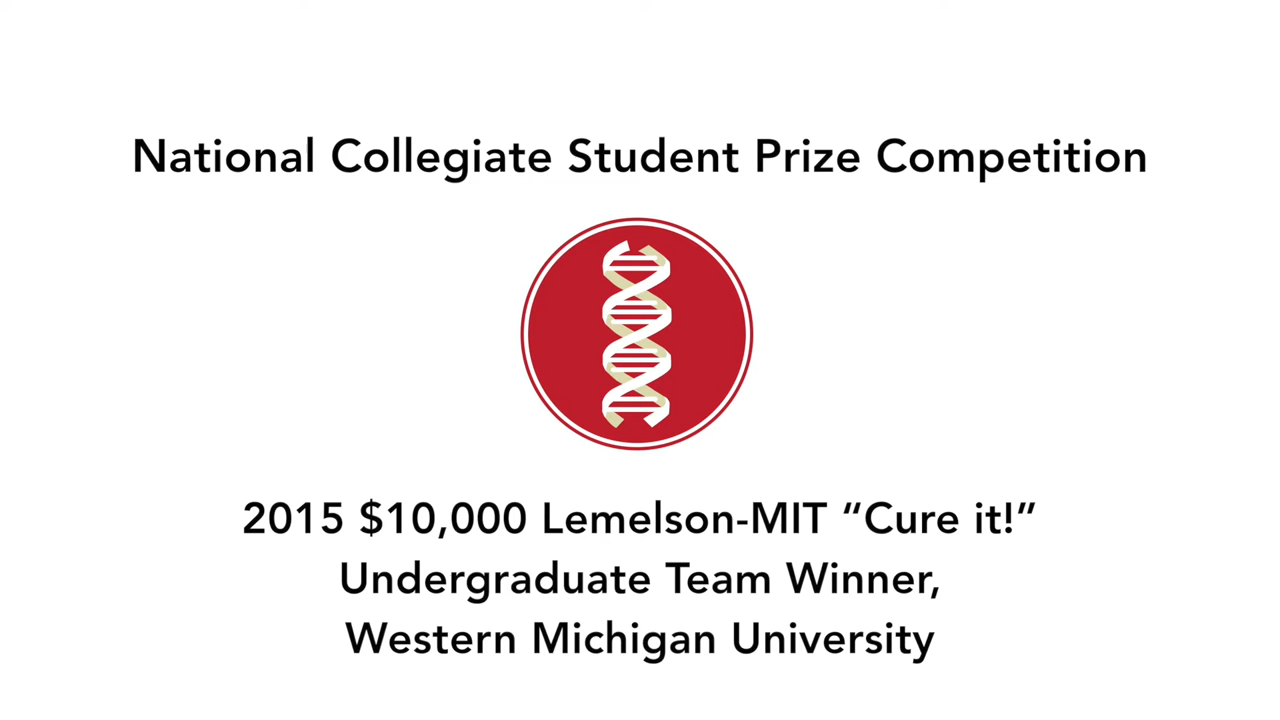 National Collegiate Student Prize Competition
2015 $10,000 Lemelson-MIT “Cure it!”
Undergraduate Team Winner,
Western Michigan University